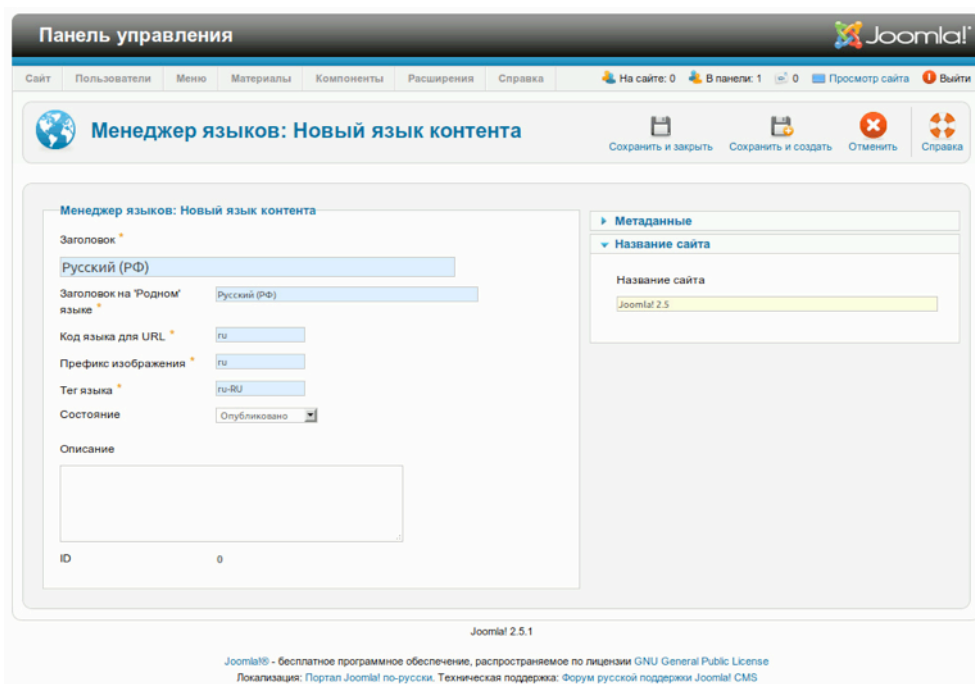 Панель управления
Joomla!
Сайт Пользователи Меню Материалы Компоненты Расширения Справка На сайте: 0 В панели: 1 0 Просмотр сайта Выйти
Менеджер языков: Новый язык контента
Сохранить и закрыть Сохранить и создать Отменить Справка
Менеджер языков: Новый язык контента
Заголовок *
Русский (РФ)
Заголовок на 'Родном' языке * Русский (РФ)
Код языка для URL * ru
Префикс изображения * ru
Тег языка * ru-RU
Состояние Опубликовано
Описание
ID 0
Метаданные
Название сайта
Название сайта
Joomla! 2.5
Joomla! 2.5.1
Joomla!® - бесплатное программное обеспечение, распространяемое по лицензии GNU General Public License
Локализация: Портал Joomla! по-русски. Техническая поддержка: Форум русской поддержки Joomla! CMS